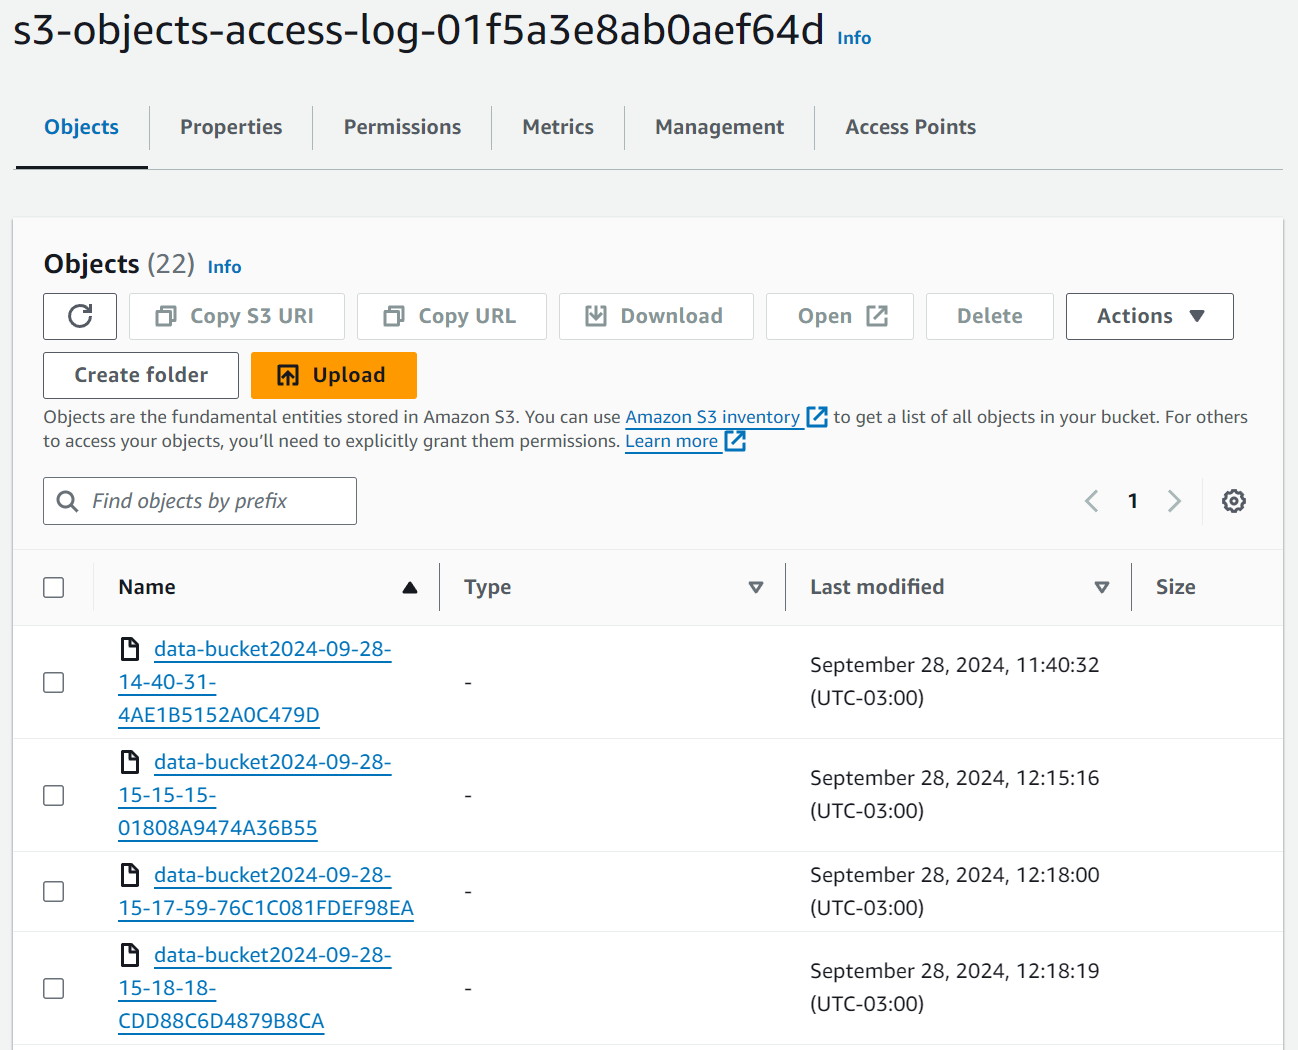 s3-objects-access-log-01f5a3e8ab0aef64d Info
Objects Properties Permissions Metrics Management Access Points
Objects (22) Info
Copy S3 URI Copy URL Download Open Delete Actions
Create folder Upload
Objects are the fundamental entities stored in Amazon S3. You can use Amazon S3 inventory to get a list of all objects in your bucket. For others
to access your objects, you'll need to explicitly grant them permissions. Learn more
Find objects by prefix 1
Name Type Last modified Size
data-bucket2024-09-28-
14-40-31-
4AE1B5152A0C479D
-
September 28, 2024, 11:40:32
(UTC-03:00)
data-bucket2024-09-28-
15-15-15-
01808A9474A36B55
-
September 28, 2024, 12:15:16
(UTC-03:00)
data-bucket2024-09-28-
15-17-59-76C1C081FDEF98EA
-
September 28, 2024, 12:18:00
(UTC-03:00)
data-bucket2024-09-28-
15-18-18-
CDD88C6D4879B8CA
-
September 28, 2024, 12:18:19
(UTC-03:00)